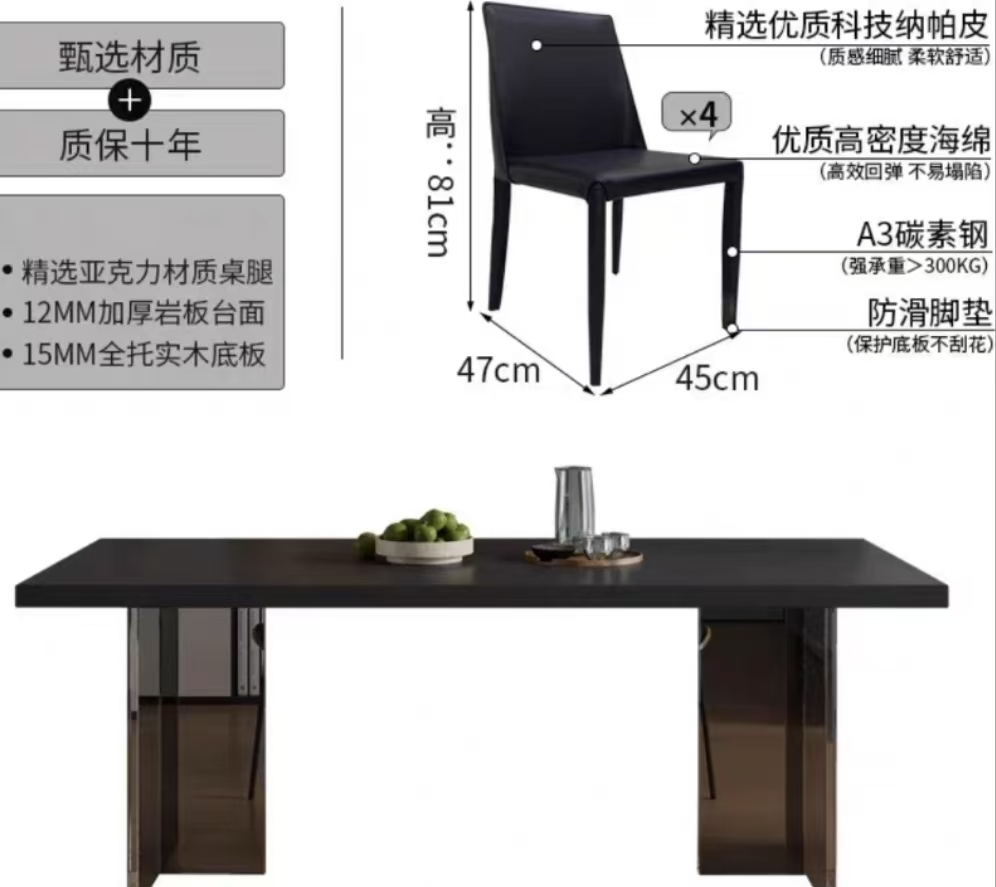 甄选材质
+
质保十年
• 精选亚克力材质桌腿
• 12MM加厚岩板台面
• 15MM全托实木底板
高：81cm
47cm
45cm
×4
精选优质科技纳帕皮
（质感细腻 柔软舒适）
优质高密度海绵
（高效回弹 不易塌陷）
A3碳素钢
（强承重＞300KG）
防滑脚垫
（保护底板不刮花）